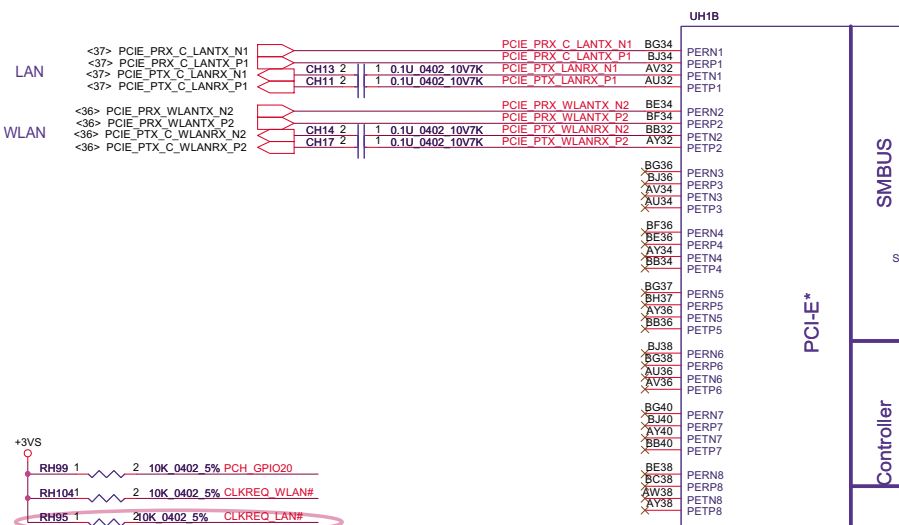 UH1B
LAN
<37> PCIE_PRX_C_LANTX_N1 PCIE_PRX_C_LANTX_N1 BG34 PERN1
<37> PCIE_PRX_C_LANTX_P1 PCIE_PRX_C_LANTX_P1 BJ34 PERP1
<37> PCIE_PTX_C_LANRX_N1 CH13 2 1 0.1U_0402_10V7K PCIE_PTX_LANRX_N1 AV32 PETN1
<37> PCIE_PTX_C_LANRX_P1 CH11 2 1 0.1U_0402_10V7K PCIE_PTX_LANRX_P1 AU32 PETP1
WLAN
<36> PCIE_PRX_WLANTX_N2 PCIE_PRX_WLANTX_N2 BE34 PERN2
<36> PCIE_PRX_WLANTX_P2 PCIE_PRX_WLANTX_P2 BF34 PERP2
<36> PCIE_PTX_C_WLANRX_N2 CH14 2 1 0.1U_0402_10V7K PCIE_PTX_WLANRX_N2 BB32 PETN2
<36> PCIE_PTX_C_WLANRX_P2 CH17 2 1 0.1U_0402_10V7K PCIE_PTX_WLANRX_P2 AY32 PETP2
BG36 PERN3
BJ36 PERP3
AV34 PETN3
AU34 PETP3
BF36 PERN4
BE36 PERP4
AY34 PETN4
BB34 PETP4
BG37 PERN5
BH37 PERP5
AY36 PETN5
BB36 PETP5
BJ38 PERN6
BG38 PERP6
AU36 PETN6
AV36 PETP6
BG40 PERN7
BJ40 PERP7
AY40 PETN7
BB40 PETP7
BE38 PERN8
BC38 PERP8
AW38 PETN8
AY38 PETP8
PCI-E*
SMBUS
S
Controller
+3VS
RH99 1 2 10K_0402_5% PCH_GPIO20
RH104 1 2 10K_0402_5% CLKREQ_WLAN#
RH95 1 2 10K_0402_5% CLKREQ_LAN#